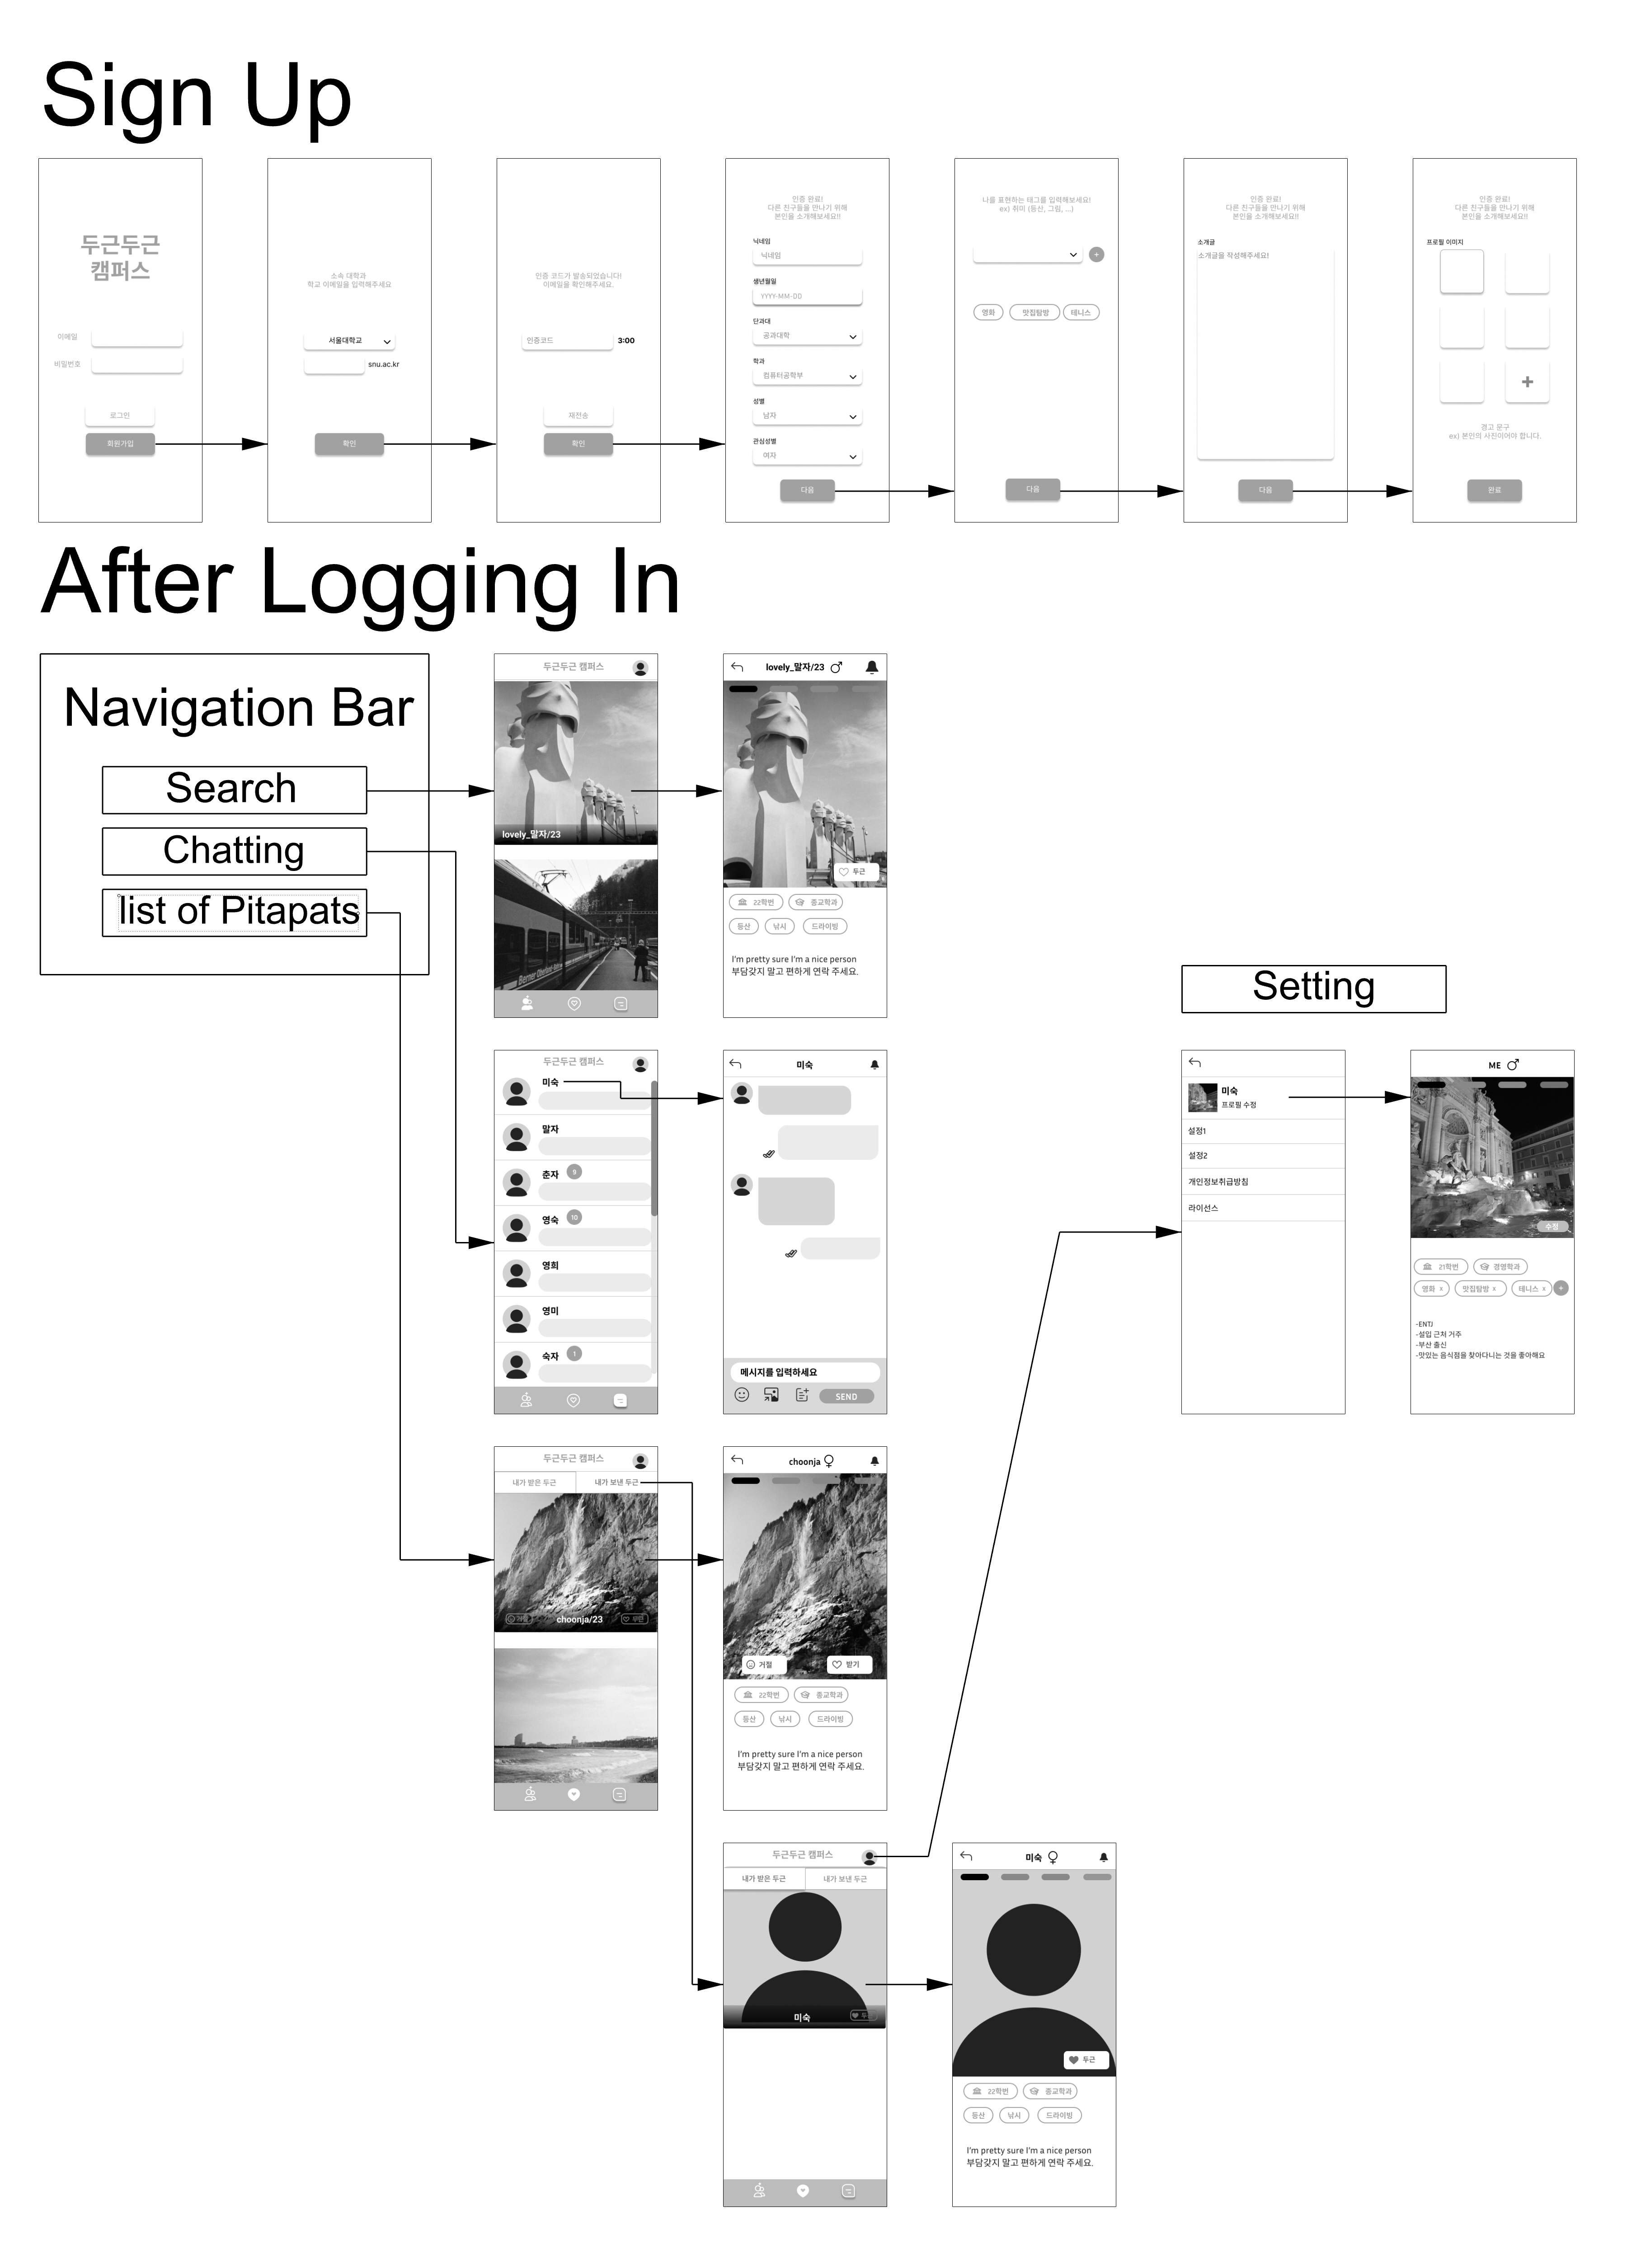 Sign Up
두근두근
캠퍼스
이메일
비밀번호
로그인
회원가입
소속 대학과
학교 이메일을 입력해주세요
서울대학교
snu.ac.kr
확인
인증 코드가 발송되었습니다!
이메일을 확인해주세요.
인증코드
3:00
재전송
확인
인증 완료!
다른 친구들을 만나기 위해
본인을 소개해보세요!!
닉네임
닉네임
생년월일
YYYY-MM-DD
단과대
공과대학
학과
컴퓨터공학부
성별
남자
관심성별
여자
다음
나를 표현하는 태그를 입력해보세요!
ex) 취미 (등산, 그림, ...)
+
영화
맛집탐방
테니스
다음
인증 완료!
다른 친구들을 만나기 위해
본인을 소개해보세요!!
소개글
소개글을 작성해주세요!
다음
인증 완료!
다른 친구들을 만나기 위해
본인을 소개해보세요!!
프로필 이미지
+
경고 문구
ex) 본인의 사진이어야 합니다.
완료
After Logging In
Navigation Bar
Search
Chatting
list of Pitapats
두근두근 캠퍼스
lovely_말자/23
lovely_말자/23
두근
22학번
종교학과
등산
낚시
드라이빙
I'm pretty sure I'm a nice person
부담갖지 말고 편하게 연락 주세요.
두근두근 캠퍼스
미숙
말자
춘자
9
영숙
10
영희
영미
숙자
1
미숙
메시지를 입력하세요
SEND
Setting
미숙
프로필 수정
설정1
설정2
개인정보취급방침
라이선스
ME
수정
21학번
경영학과
영화 x
맛집탐방 x
테니스 x
+
-ENTJ
-설입 근처 거주
-부산 출신
-맛있는 음식점을 찾아다니는 것을 좋아해요
두근두근 캠퍼스
내가 받은 두근
내가 보낸 두근
choonja/23
choonja
거절
받기
22학번
종교학과
등산
낚시
드라이빙
I'm pretty sure I'm a nice person
부담갖지 말고 편하게 연락 주세요.
두근두근 캠퍼스
내가 받은 두근
내가 보낸 두근
미숙
미숙
두근
22학번
종교학과
등산
낚시
드라이빙
I'm pretty sure I'm a nice person
부담갖지 말고 편하게 연락 주세요.